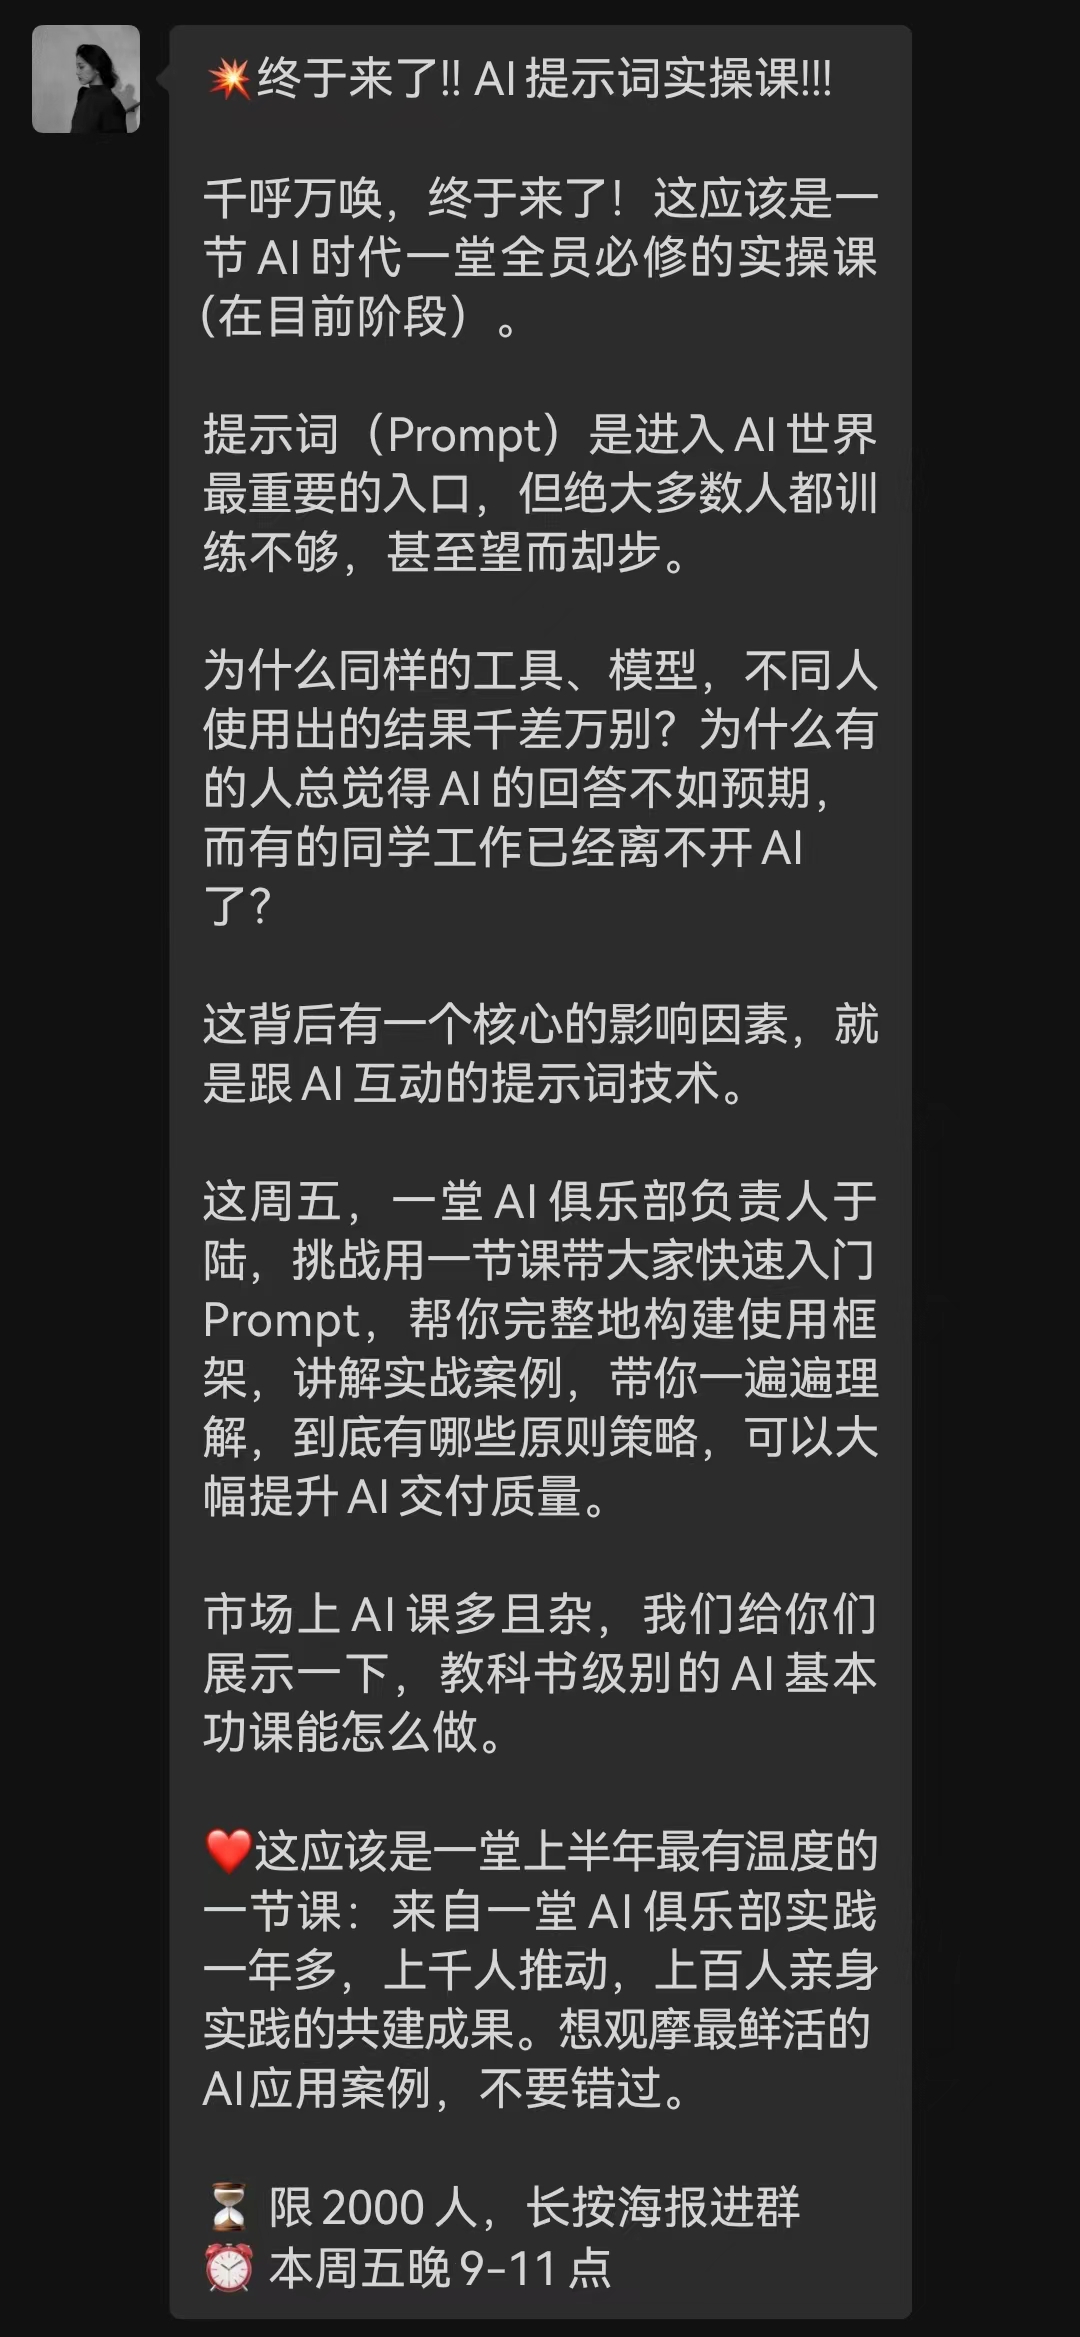 💥终于来了!! AI 提示词实操课!!!
千呼万唤，终于来了！这应该是一
节 AI 时代一堂全员必修的实操课
(在目前阶段）。
提示词（Prompt）是进入 AI 世界
最重要的入口，但绝大多数人都训
练不够，甚至望而却步。
为什么同样的工具、模型，不同人
使用出的结果千差万别？为什么有
的人总觉得 AI 的回答不如预期，
而有的同学工作已经离不开 AI
了？
这背后有一个核心的影响因素，就
是跟 AI 互动的提示词技术。
这周五，一堂 AI 俱乐部负责人于
陆，挑战用一节课带大家快速入门
Prompt，帮你完整地构建使用框
架，讲解实战案例，带你一遍遍理
解，到底有哪些原则策略，可以大
幅提升 AI 交付质量。
市场上 AI 课多且杂，我们给你们
展示一下，教科书级别的 AI 基本
功课能怎么做。
❤️这应该是一堂上半年最有温度的
一节课：来自一堂 AI 俱乐部实践
一年多，上千人推动，上百人亲身
实践的共建成果。想观摩最鲜活的
AI应用案例，不要错过。
⏳ 限 2000 人，长按海报进群
⏰ 本周五晚 9-11 点